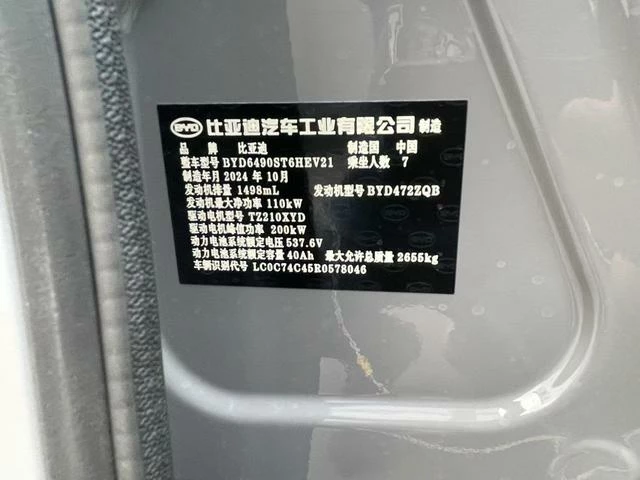 BYD 比亚迪汽车工业有限公司 制造
品 牌 比亚迪 制造国 中国
整车型号 BYD6490ST6HEV21 乘坐人数 7
制造年月 2024 年 10月
发动机排量 1498mL 发动机型号 BYD472ZQB
发动机最大净功率 110kW
驱动电机型号 TZ210XYD
驱动电机峰值功率 200kW
动力电池系统额定电压 537.6V
动力电池系统额定容量 40Ah 最大允许总质量 2655kg
车辆识别代号 LC0C74C45R0578046